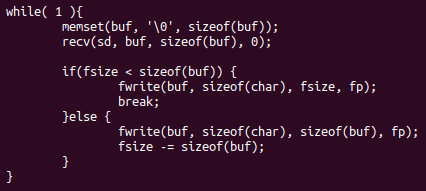 while( 1 ){
        memset(buf, '\0', sizeof(buf));
        recv(sd, buf, sizeof(buf), 0);

        if(fsize < sizeof(buf)) {
                fwrite(buf, sizeof(char), fsize, fp);
                break;
        }else {
                fwrite(buf, sizeof(char), sizeof(buf), fp);
                fsize -= sizeof(buf);
        }
}